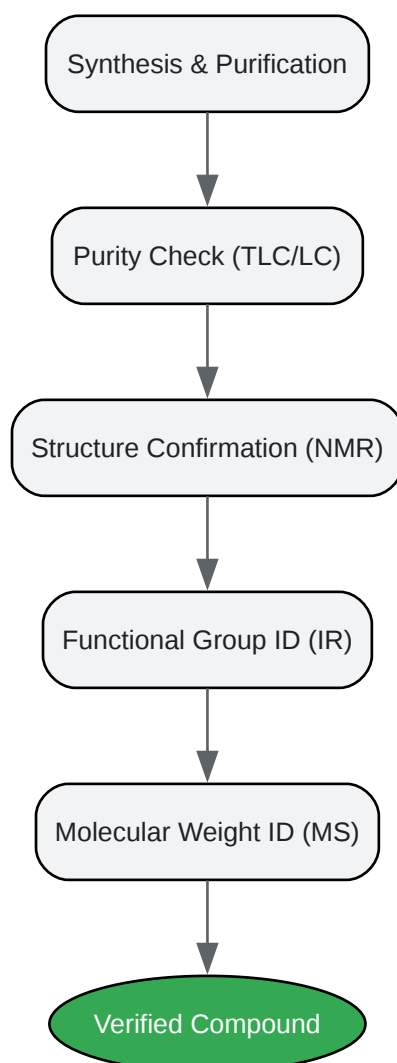 Synthesis & Purification
Purity Check (TLC/LC)
Structure Confirmation (NMR)
Functional Group ID (IR)
Molecular Weight ID (MS)
Verified Compound